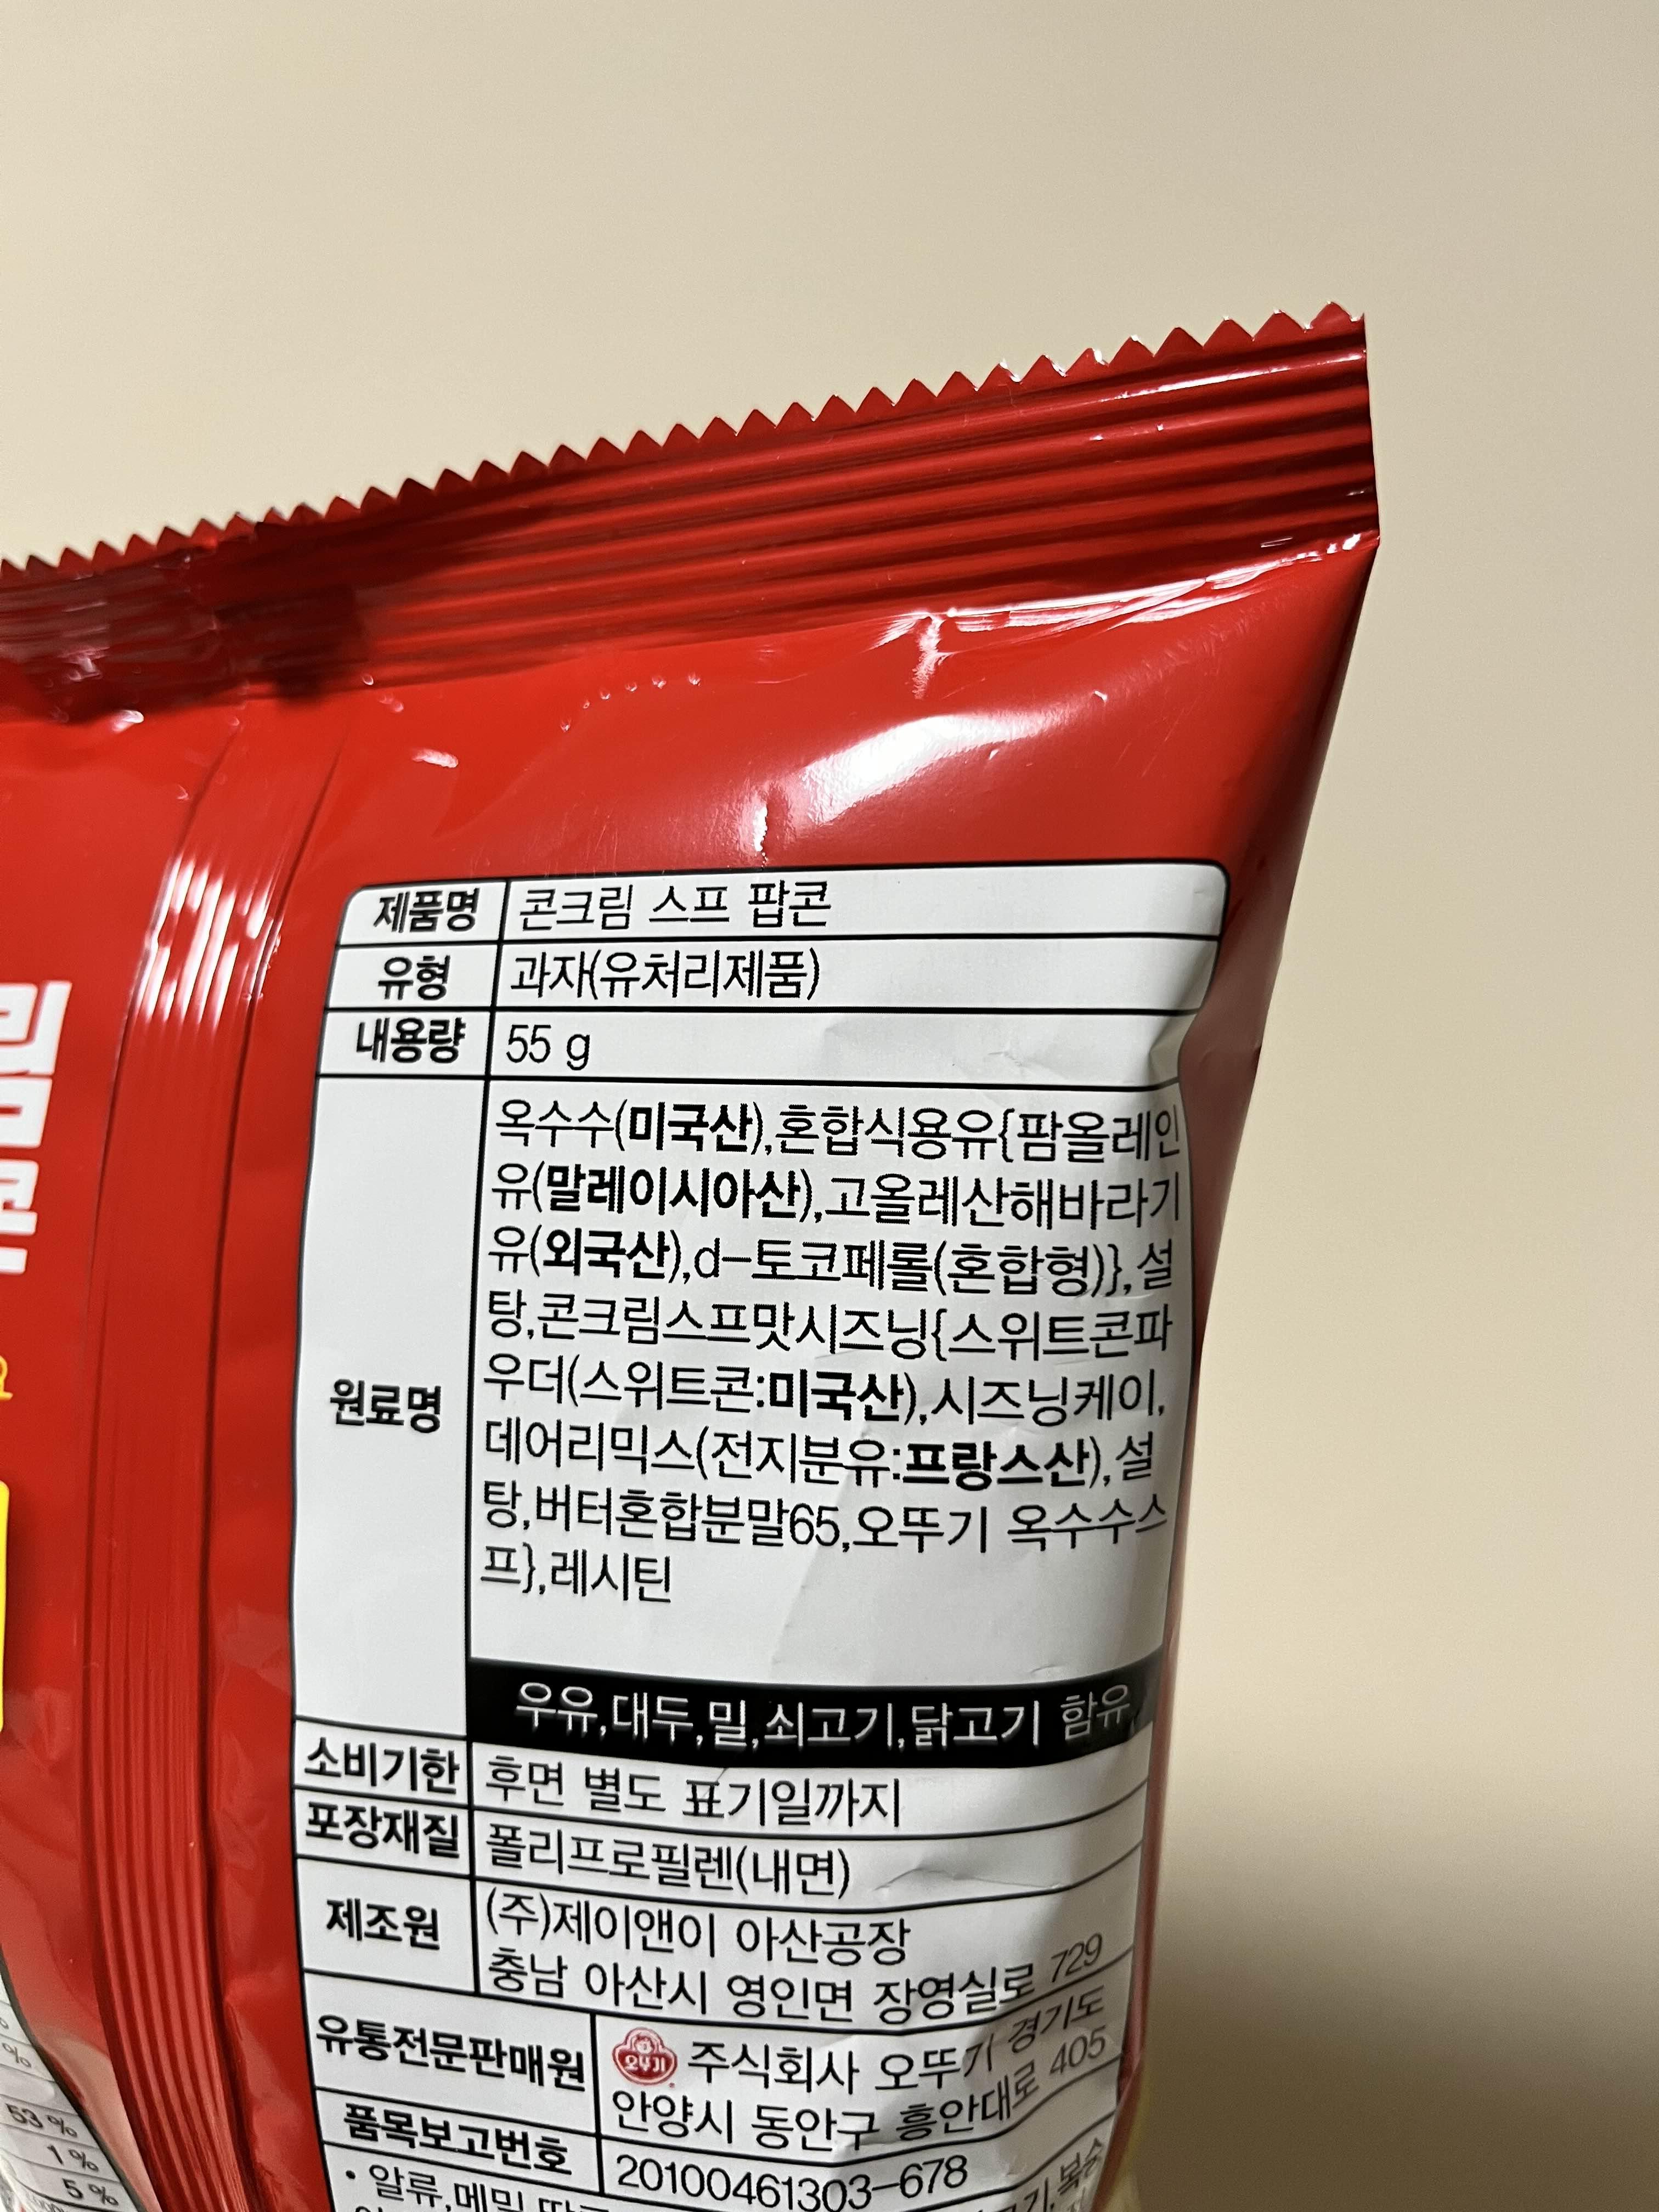 제품명 콘크림 스프 팝콘
유형 과자(유처리제품)
내용량 55 g
원료명
옥수수(미국산),혼합식용유{팜올레인
유(말레이시아산),고올레산해바라기
유(외국산),d-토코페롤(혼합형)},설
탕,콘크림스프맛시즈닝{스위트콘파
우더(스위트콘:미국산),시즈닝케이,
데어리믹스(전지분유:프랑스산),설
탕,버터혼합분말65,오뚜기 옥수수스
프},레시틴
우유,대두,밀,쇠고기,닭고기 함유
소비기한 후면 별도 표기일까지
포장재질 폴리프로필렌(내면)
제조원 (주)제이앤이 아산공장
충남 아산시 영인면 장영실로 729
유통전문판매원 오뚜기 주식회사 오뚜기 경기도
안양시 동안구 흥안대로 405
품목보고번호 20100461303-678
• 알류,메밀
림
콘
%
53 %
1 %
5 %